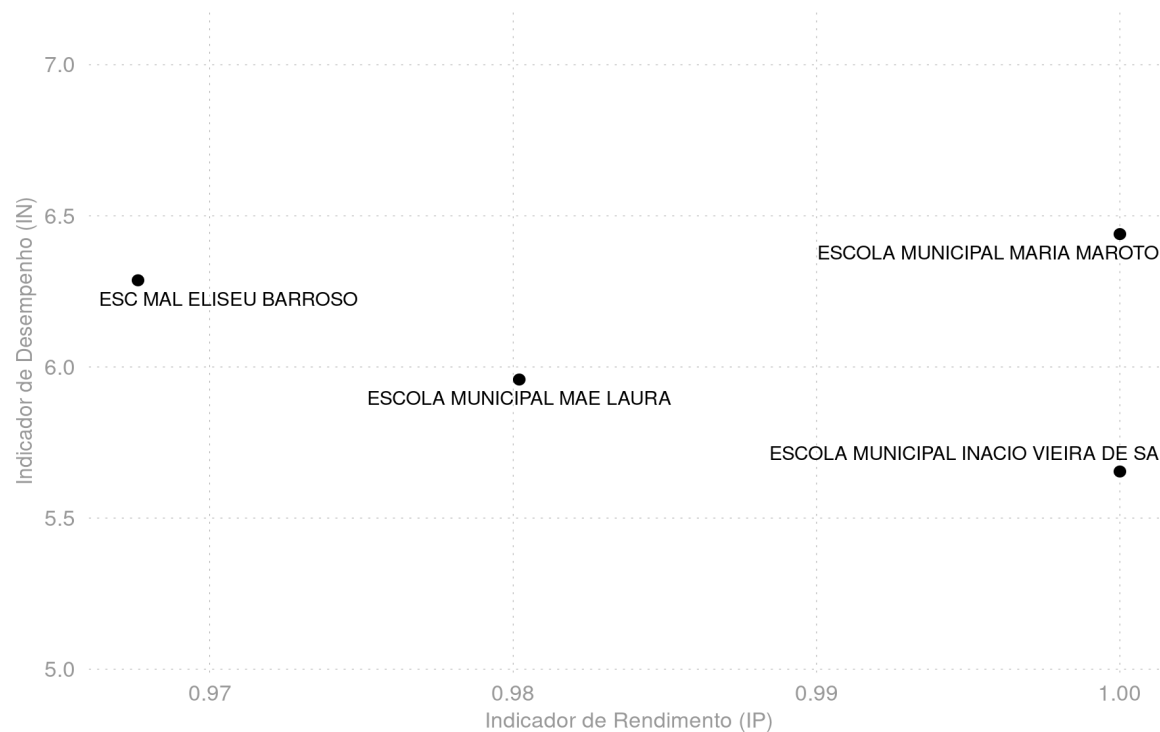 7.0
6.5
ESCOLA MUNICIPAL MARIA MAROTO
ESC MAL ELISEU BARROSO
6.0
ESCOLA MUNICIPAL MAE LAURA
ESCOLA MUNICIPAL INACIO VIEIRA DE SA
5.5
5.0
Indicador de Desempenho (IN)
0.97 0.98 0.99 1.00
Indicador de Rendimento (IP)